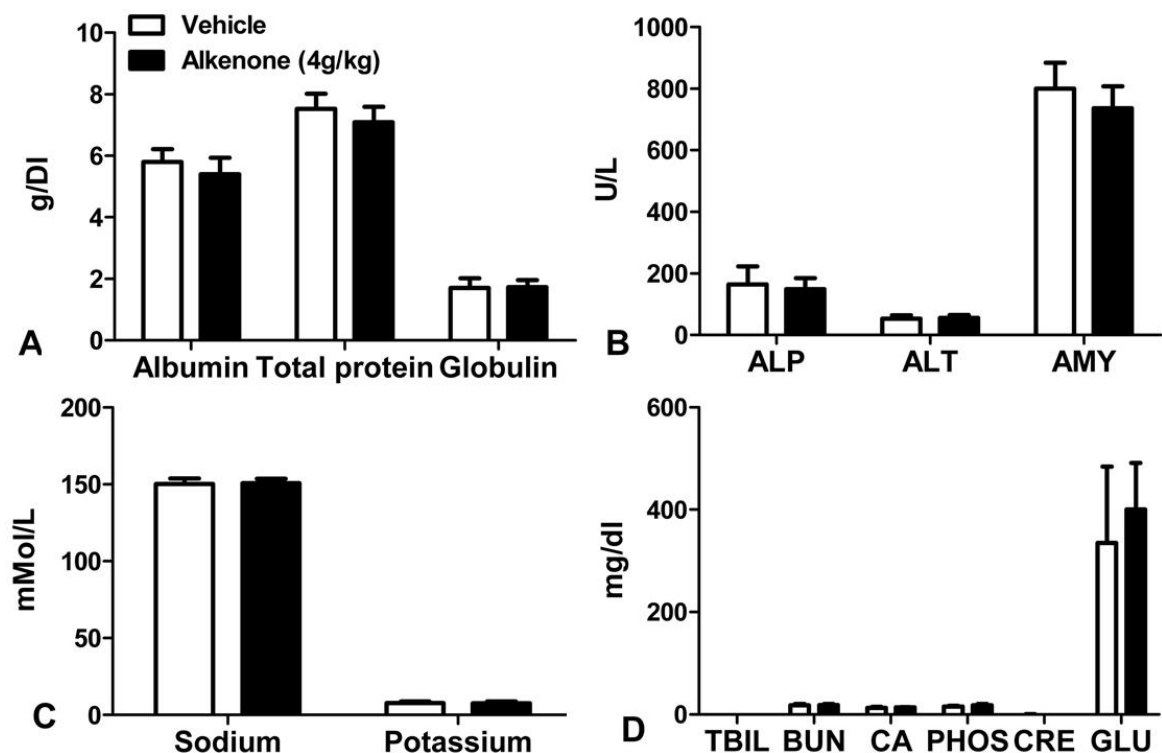 10
8
6
4
2
0
g/Dl
Vehicle
Alkenone (4g/kg)
A
Albumin Total protein Globulin
1000
800
600
400
200
0
U/L
B
ALP ALT AMY
200
150
100
50
0
mMol/L
C
Sodium Potassium
600
400
200
0
mg/dl
D
TBIL BUN CA PHOS CRE GLU